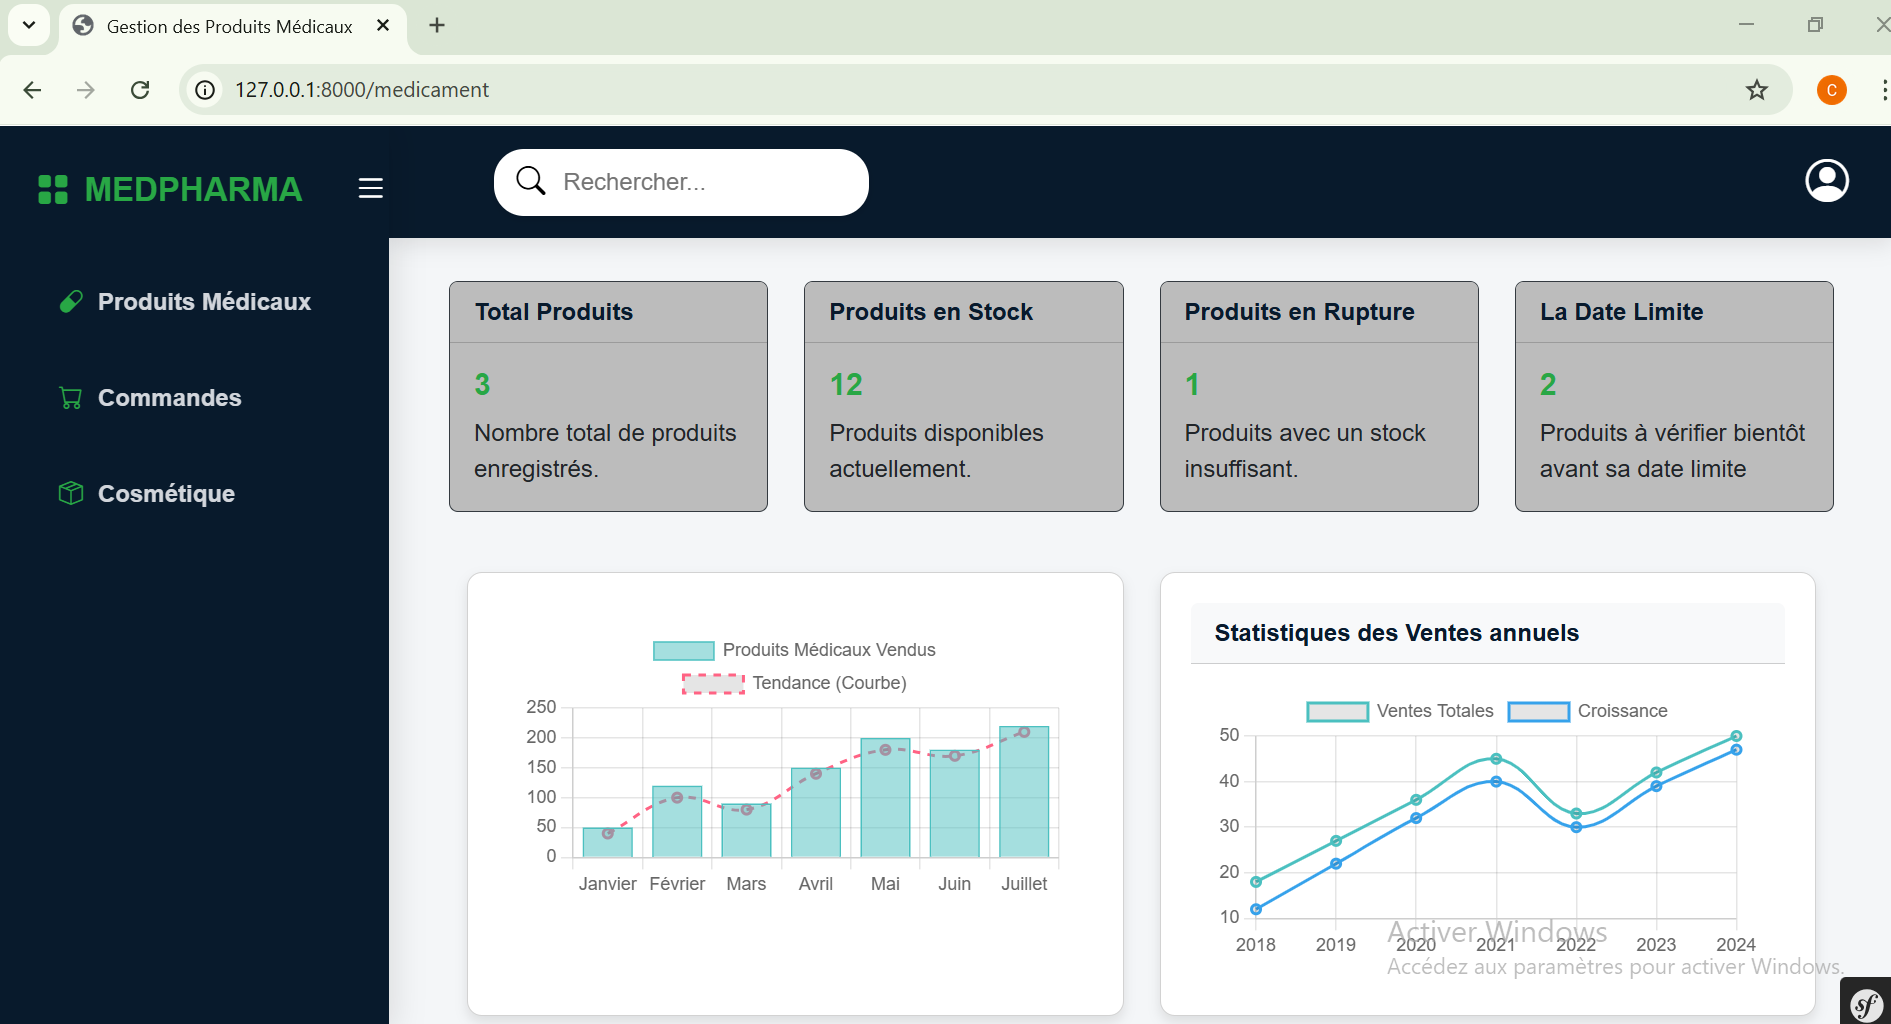 Gestion des Produits Médicaux
127.0.0.1:8000/medicament
C
MEDPHARMA
Rechercher...
Produits Médicaux
Commandes
Cosmétique
Total Produits
3
Nombre total de produits
enregistrés.
Produits en Stock
12
Produits disponibles
actuellement.
Produits en Rupture
1
Produits avec un stock
insuffisant.
La Date Limite
2
Produits à vérifier bientôt
avant sa date limite
Produits Médicaux Vendus
Tendance (Courbe)
250
200
150
100
50
0
Janvier Février Mars Avril Mai Juin Juillet
Statistiques des Ventes annuels
Ventes Totales Croissance
50
40
30
20
10
2018 2019 2020 2021 2022 2023 2024
Activer Windows
Accédez aux paramètres pour activer Windows.
sf